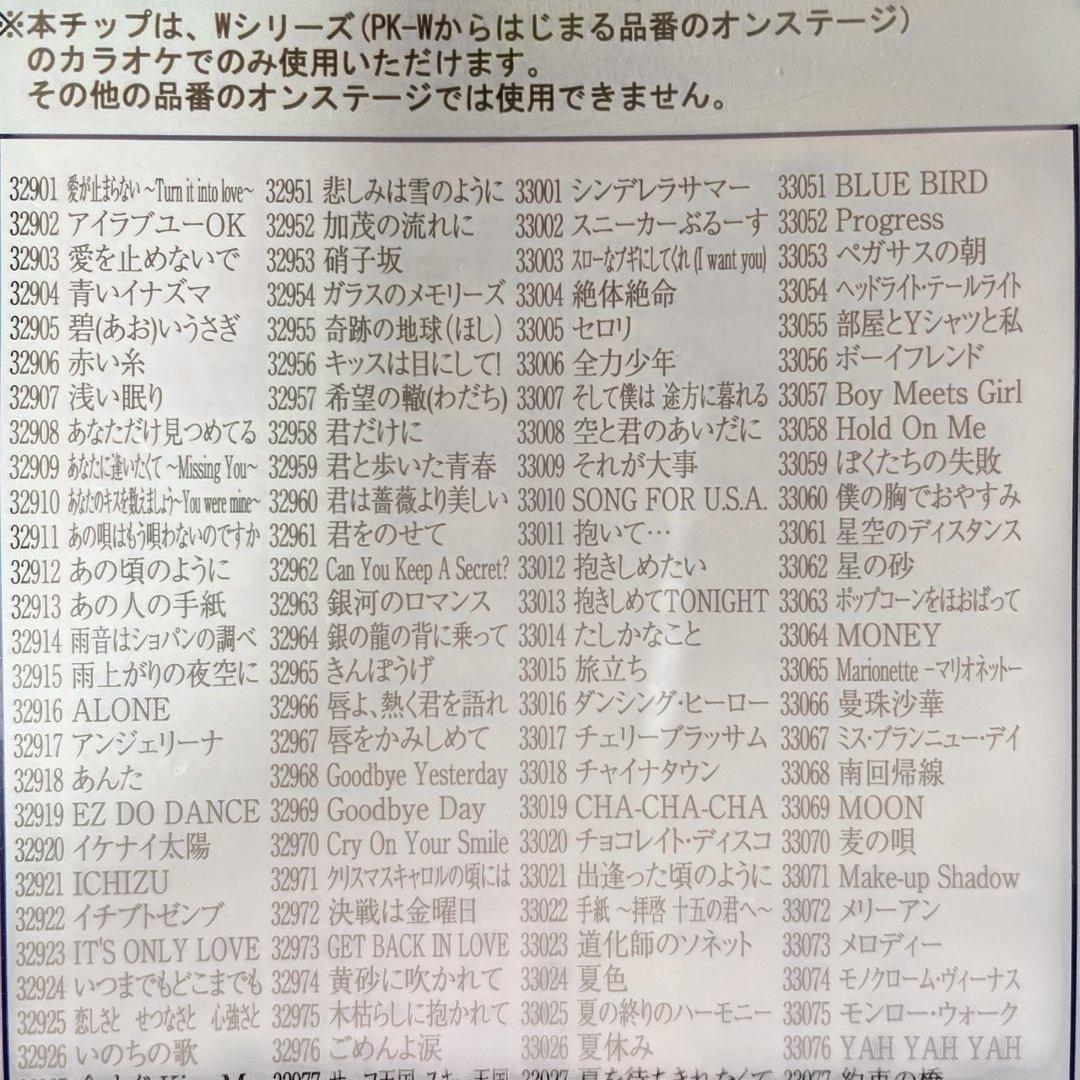 ※本チップは、Wシリーズ(PK-Wからはじまる品番のオンステージ)
のカラオケでのみ使用いただけます。
その他の品番のオンステージでは使用できません。
32901 愛が止まらない ~Turn it into love~
32902 アイラブユーOK
32903 愛を止めないで
32904 青いイナズマ
32905 碧(あお)いうさぎ
32906 赤い糸
32907 浅い眠り
32908 あなただけ見つめてる
32909 あなたに逢いたくて ~Missing You~
32910 あなたのキスを数えましょう~You were mine~
32911 あの唄はもう唄わないのですか
32912 あの頃のように
32913 あの人の手紙
32914 雨音はショパンの調べ
32915 雨上がりの夜空に
32916 ALONE
32917 アンジェリーナ
32918 あんた
32919 EZ DO DANCE
32920 イケナイ太陽
32921 ICHIZU
32922 イチブトゼンブ
32923 IT'S ONLY LOVE
32924 いつまでもどこまでも
32925 恋しさと せつなさと 心強さと
32926 いのちの歌
32951 悲しみは雪のように
32952 加茂の流れに
32953 硝子坂
32954 ガラスのメモリーズ
32955 奇跡の地球(ほし)
32956 キッスは目にして!
32957 希望の轍(わだち)
32958 君だけに
32959 君と歩いた青春
32960 君は薔薇より美しい
32961 君をのせて
32962 Can You Keep A Secret?
32963 銀河のロマンス
32964 銀の龍の背に乗って
32965 きんぽうげ
32966 唇よ、熱く君を語れ
32967 唇をかみしめて
32968 Goodbye Yesterday
32969 Goodbye Day
32970 Cry On Your Smile
32971 クリスマスキャロルの頃には
32972 決戦は金曜日
32973 GET BACK IN LOVE
32974 黄砂に吹かれて
32975 木枯らしに抱かれて
32976 ごめんよ涙
33001 シンデレラサマー
33002 スニーカーぶるーす
33003 スローなブギにしてくれ (I want you)
33004 絶体絶命
33005 セロリ
33006 全力少年
33007 そして僕は 途方に暮れる
33008 空と君のあいだに
33009 それが大事
33010 SONG FOR U.S.A.
33011 抱いて…
33012 抱きしめたい
33013 抱きしめてTONIGHT
33014 たしかなこと
33015 旅立ち
33016 ダンシング・ヒーロー
33017 チェリーブラッサム
33018 チャイナタウン
33019 CHA-CHA-CHA
33020 チョコレイト・ディスコ
33021 出逢った頃のように
33022 手紙 ~拝啓 十五の君へ~
33023 道化師のソネット
33024 夏色
33025 夏の終りのハーモニー
33026 夏休み
33051 BLUE BIRD
33052 Progress
33053 ペガサスの朝
33054 ヘッドライト・テールライト
33055 部屋とYシャツと私
33056 ボーイフレンド
33057 Boy Meets Girl
33058 Hold On Me
33059 ぼくたちの失敗
33060 僕の胸でおやすみ
33061 星空のディスタンス
33062 星の砂
33063 ポップコーンをほおばって
33064 MONEY
33065 Marionette -マリオネット-
33066 曼珠沙華
33067 ミス・ブランニュー・デイ
33068 南回帰線
33069 MOON
33070 麦の唄
33071 Make-up Shadow
33072 メリーアン
33073 メロディー
33074 モノクローム・ヴィーナス
33075 モンロー・ウォーク
33076 YAH YAH YAH